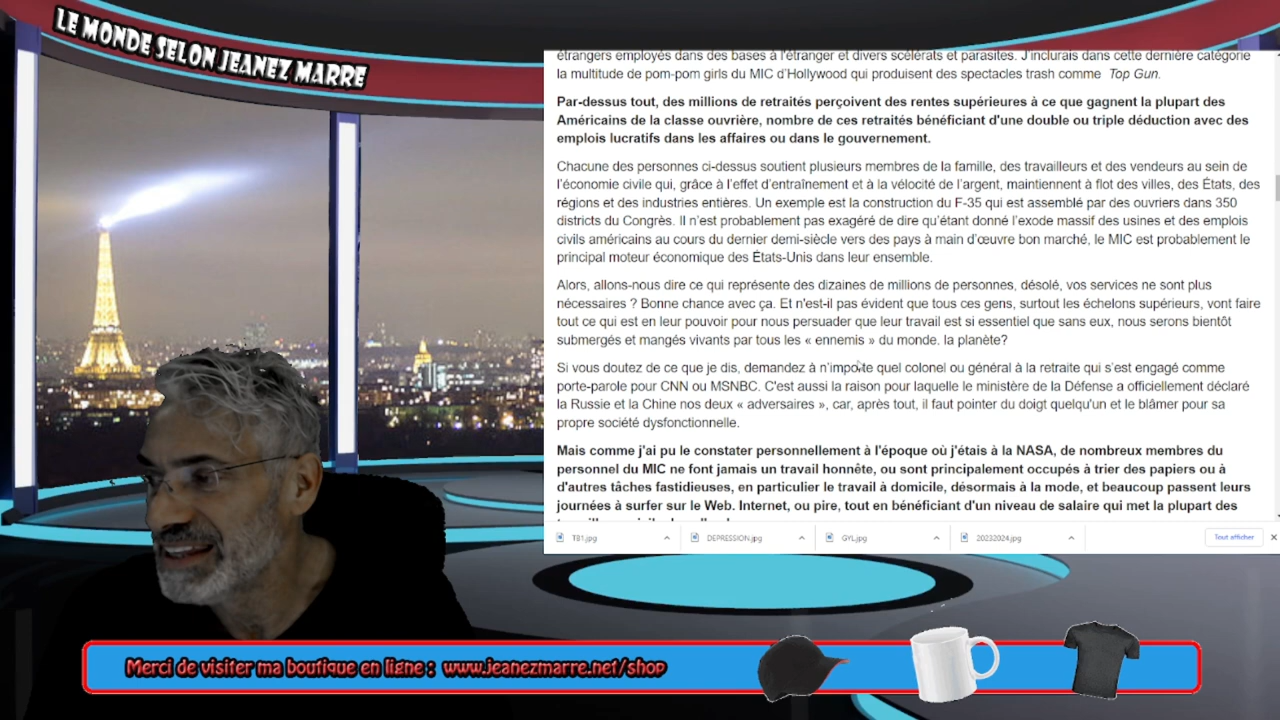 LE MONDE SELON JEANEZ MARRE
étrangers employés dans des bases à l'étranger et divers scélérats et parasites. J'inclurais dans cette dernière catégorie
la multitude de pom-pom girls du MIC d'Hollywood qui produisent des spectacles trash comme Top Gun.
Par-dessus tout, des millions de retraités perçoivent des rentes supérieures à ce que gagnent la plupart des
Américains de la classe ouvrière, nombre de ces retraités bénéficiant d'une double ou triple déduction avec des
emplois lucratifs dans les affaires ou dans le gouvernement.
Chacune des personnes ci-dessus soutient plusieurs membres de la famille, des travailleurs et des vendeurs au sein de
l'économie civile qui, grâce à l'effet d'entraînement et à la vélocité de l'argent, maintiennent à flot des villes, des États, des
régions et des industries entières. Un exemple est la construction du F-35 qui est assemblé par des ouvriers dans 350
districts du Congrès. Il n'est probablement pas exagéré de dire qu'étant donné l'exode massif des usines et des emplois
civils américains au cours du dernier demi-siècle vers des pays à main d'œuvre bon marché, le MIC est probablement le
principal moteur économique des États-Unis dans leur ensemble.
Alors, allons-nous dire ce qui représente des dizaines de millions de personnes, désolé, vos services ne sont plus
nécessaires ? Bonne chance avec ça. Et n'est-il pas évident que tous ces gens, surtout les échelons supérieurs, vont faire
tout ce qui est en leur pouvoir pour nous persuader que leur travail est si essentiel que sans eux, nous serons bientôt
submergés et mangés vivants par tous les « ennemis » du monde. la planète?
Si vous doutez de ce que je dis, demandez à n'importe quel colonel ou général à la retraite qui s'est engagé comme
porte-parole pour CNN ou MSNBC. C'est aussi la raison pour laquelle le ministère de la Défense a officiellement déclaré
la Russie et la Chine nos deux « adversaires », car, après tout, il faut pointer du doigt quelqu'un et le blâmer pour sa
propre société dysfonctionnelle.
Mais comme j'ai pu le constater personnellement à l'époque où j'étais à la NASA, de nombreux membres du
personnel du MIC ne font jamais un travail honnête, ou sont principalement occupés à trier des papiers ou à
d'autres tâches fastidieuses, en particulier le travail à domicile, désormais à la mode, et beaucoup passent leurs
journées à surfer sur le Web. Internet, ou pire, tout en bénéficiant d'un niveau de salaire qui met la plupart des
TB1.jpg
DEPRESSION.jpg
GYL.jpg
20232024.jpg
Tout afficher
Merci de visiter ma boutique en ligne : www.jeanezmarre.net/shop